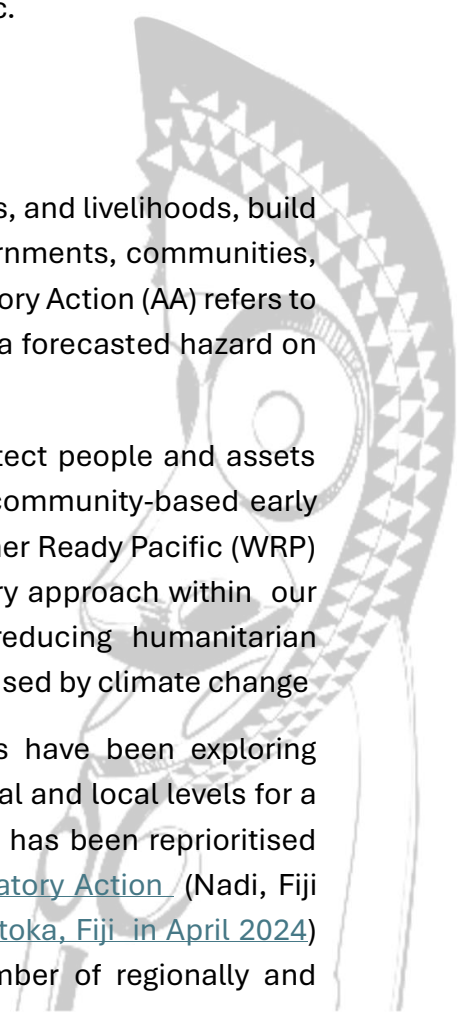 c.
s, and livelihoods, build
ernments, communities,
ory Action (AA) refers to
a forecasted hazard on
tect people and assets
community-based early
her Ready Pacific (WRP)
ry approach within our
reducing humanitarian
sed by climate change
s have been exploring
al and local levels for a
has been reprioritised
atory Action (Nadi, Fiji
toka, Fiji in April 2024)
mber of regionally and